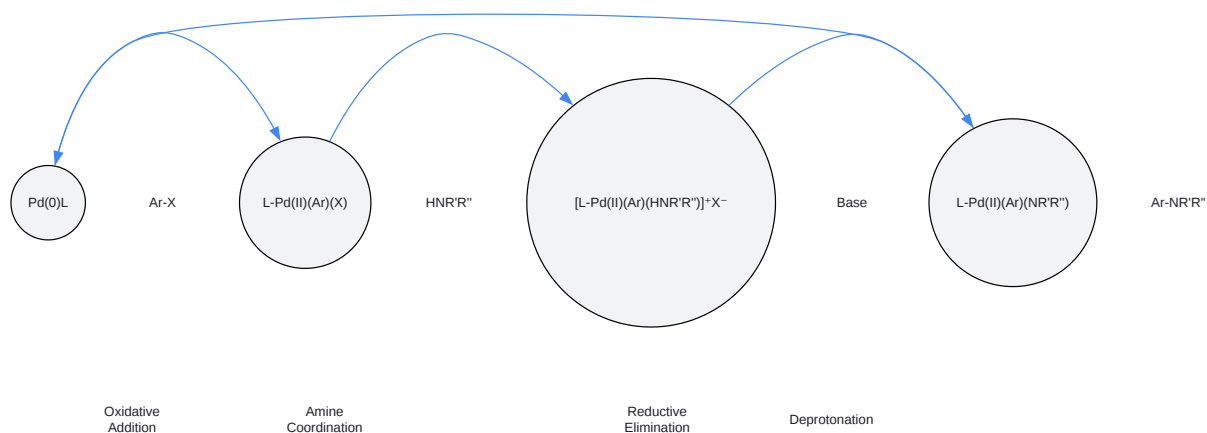 Pd(0)L
Ar-X
L-Pd(II)(Ar)(X)
HNR'R"
[L-Pd(II)(Ar)(HNR'R")]⁺X⁻
Base
L-Pd(II)(Ar)(NR'R")
Ar-NR'R"
Oxidative
Addition
Amine
Coordination
Reductive
Elimination
Deprotonation